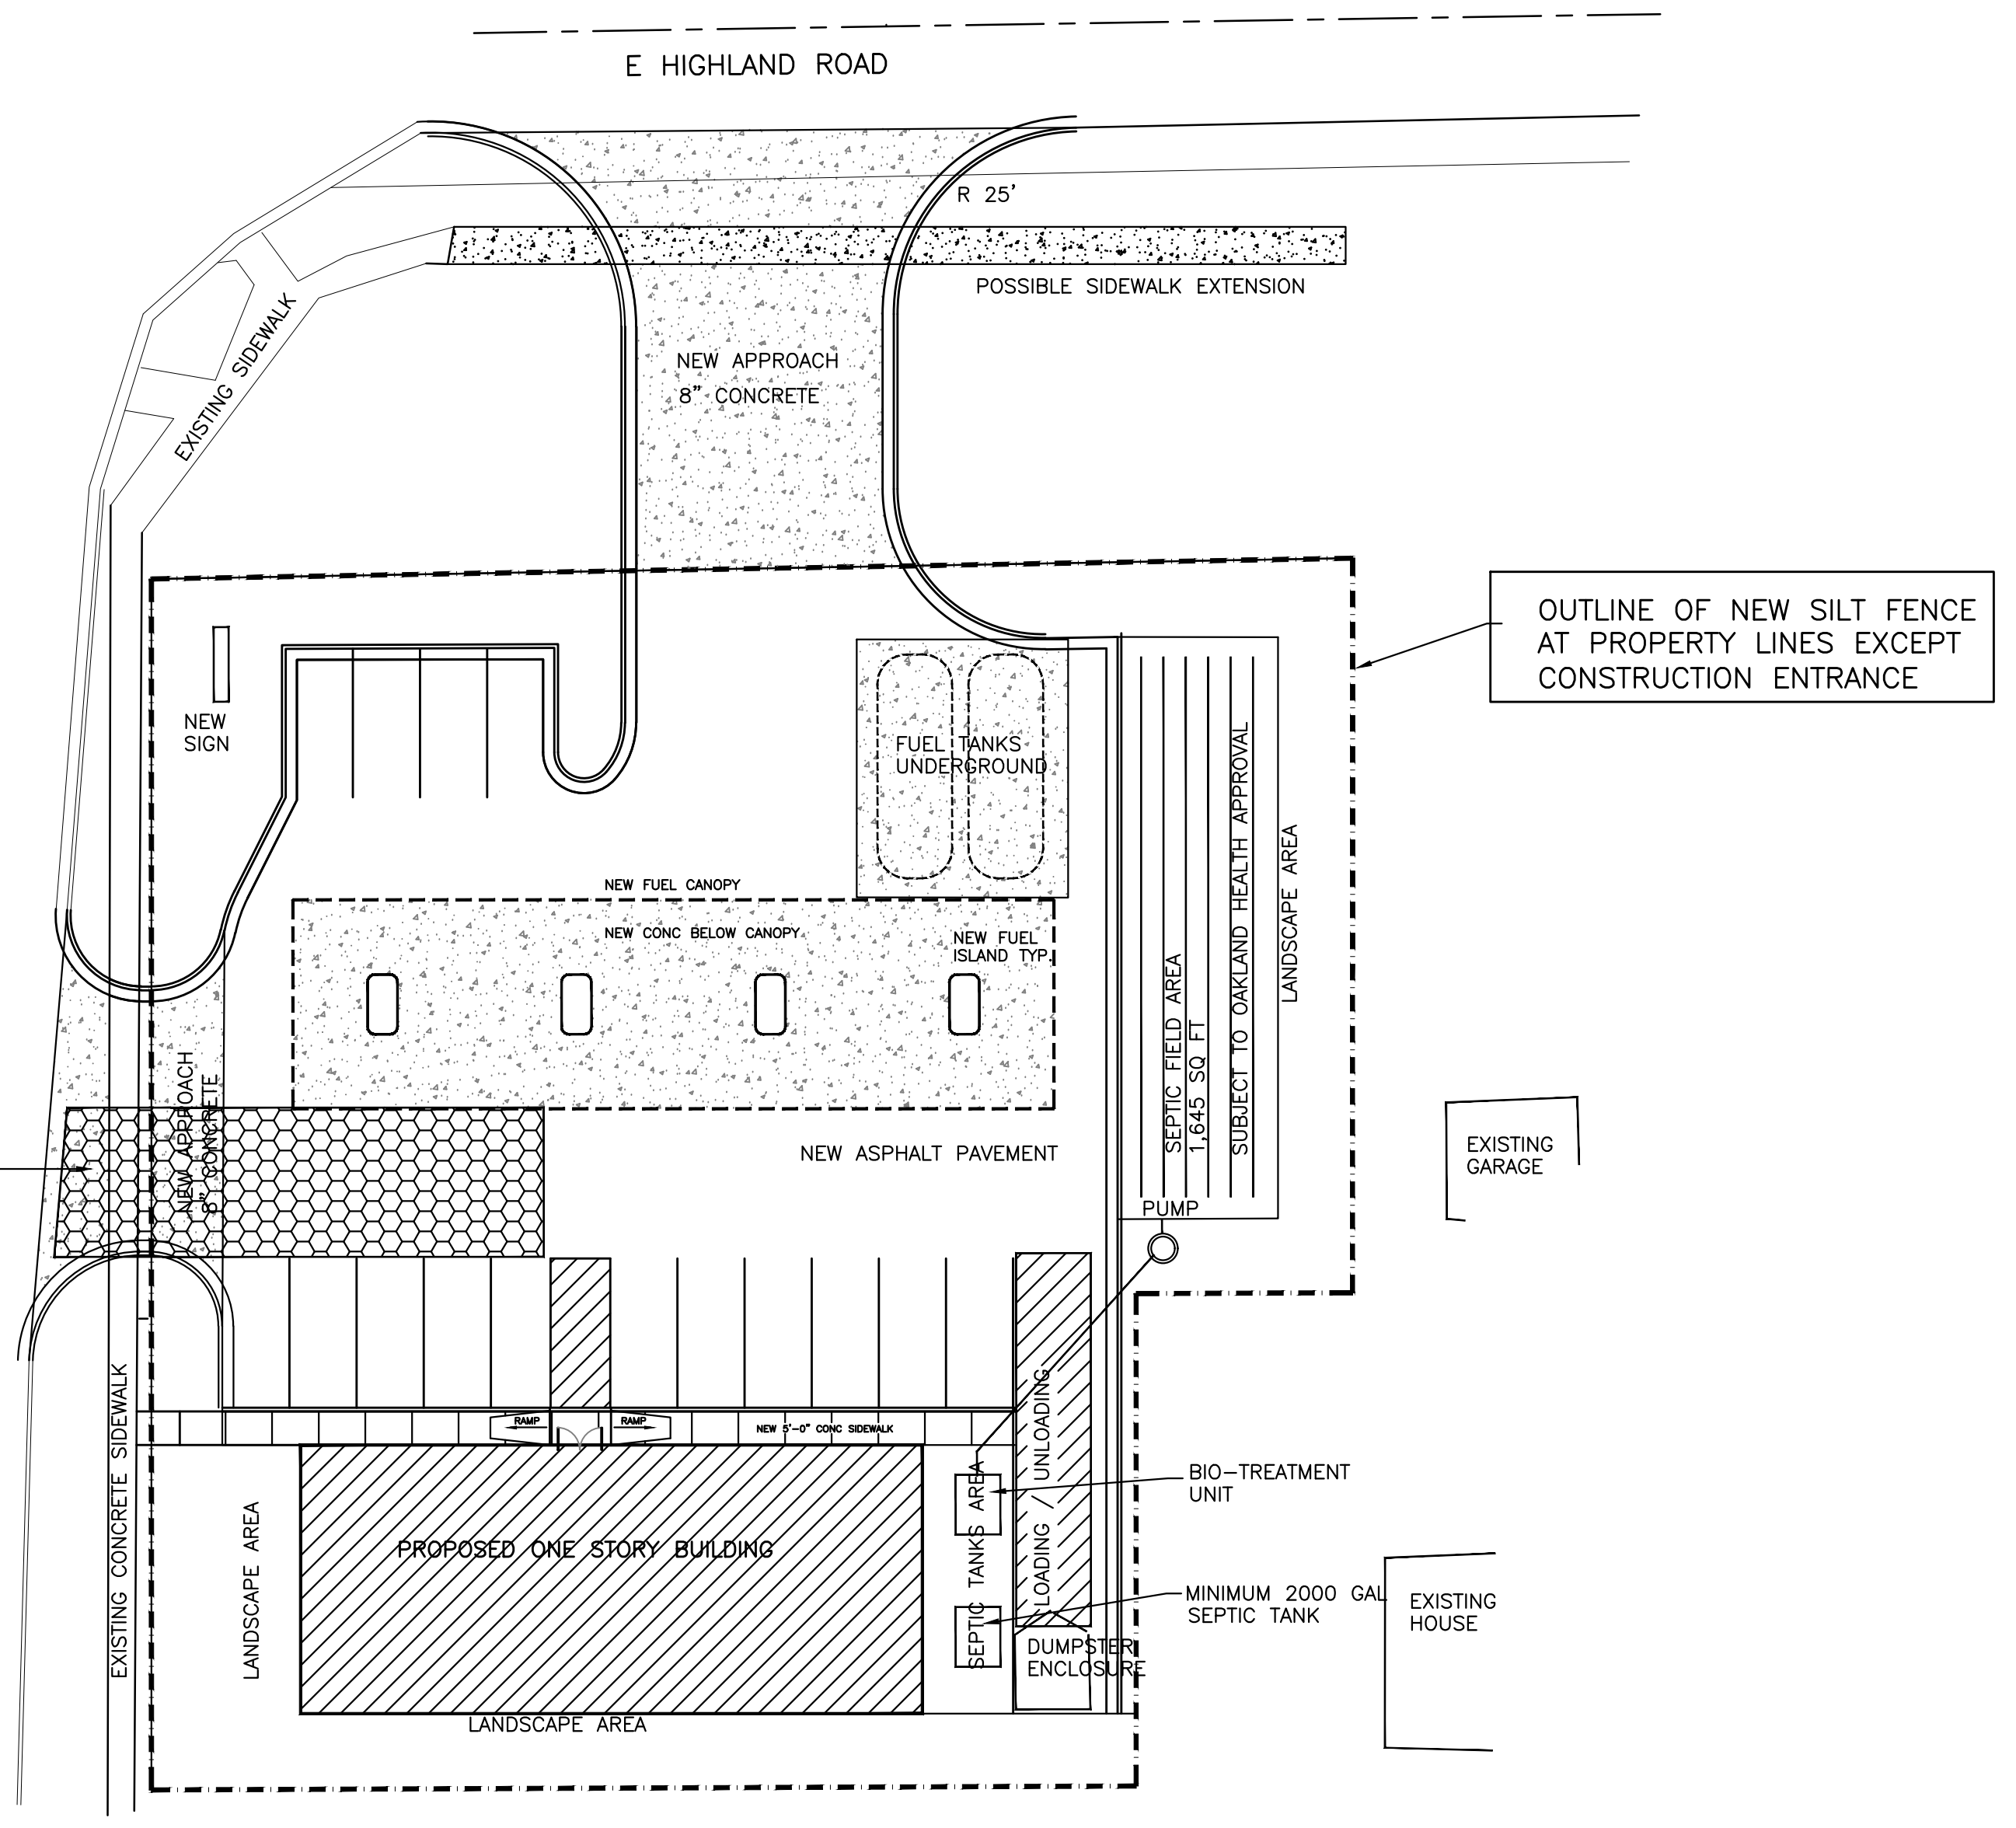 E HIGHLAND ROAD
R 25'
POSSIBLE SIDEWALK EXTENSION
EXISTING SIDEWALK
NEW APPROACH
8" CONCRETE
OUTLINE OF NEW SILT FENCE
AT PROPERTY LINES EXCEPT
CONSTRUCTION ENTRANCE
NEW
SIGN
FUEL TANKS
UNDERGROUND
NEW FUEL CANOPY
NEW CONC BELOW CANOPY
NEW FUEL
ISLAND TYP.
SEPTIC FIELD AREA
1,645 SQ FT
SUBJECT TO OAKLAND HEALTH APPROVAL
LANDSCAPE AREA
NEW APPROACH
8" CONCRETE
NEW ASPHALT PAVEMENT
EXISTING
GARAGE
PUMP
EXISTING CONCRETE SIDEWALK
RAMP
RAMP
NEW 5'-0" CONC SIDEWALK
LOADING / UNLOADING
SEPTIC TANKS AREA
BIO-TREATMENT
UNIT
LANDSCAPE AREA
PROPOSED ONE STORY BUILDING
MINIMUM 2000 GAL
SEPTIC TANK
EXISTING
HOUSE
DUMPSTER
ENCLOSURE
LANDSCAPE AREA